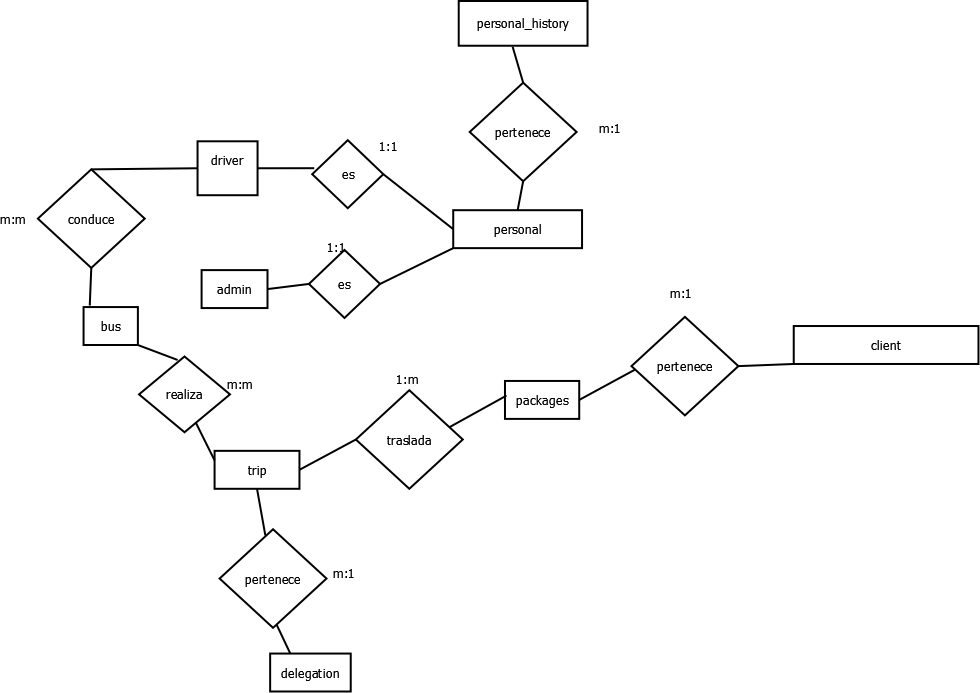 personal_history
pertenece
m:1
driver
es
1:1
m:m
conduce
personal
1:1
admin
es
bus
m:1
pertenece
client
realiza
m:m
1:m
packages
traslada
trip
pertenece
m:1
delegation